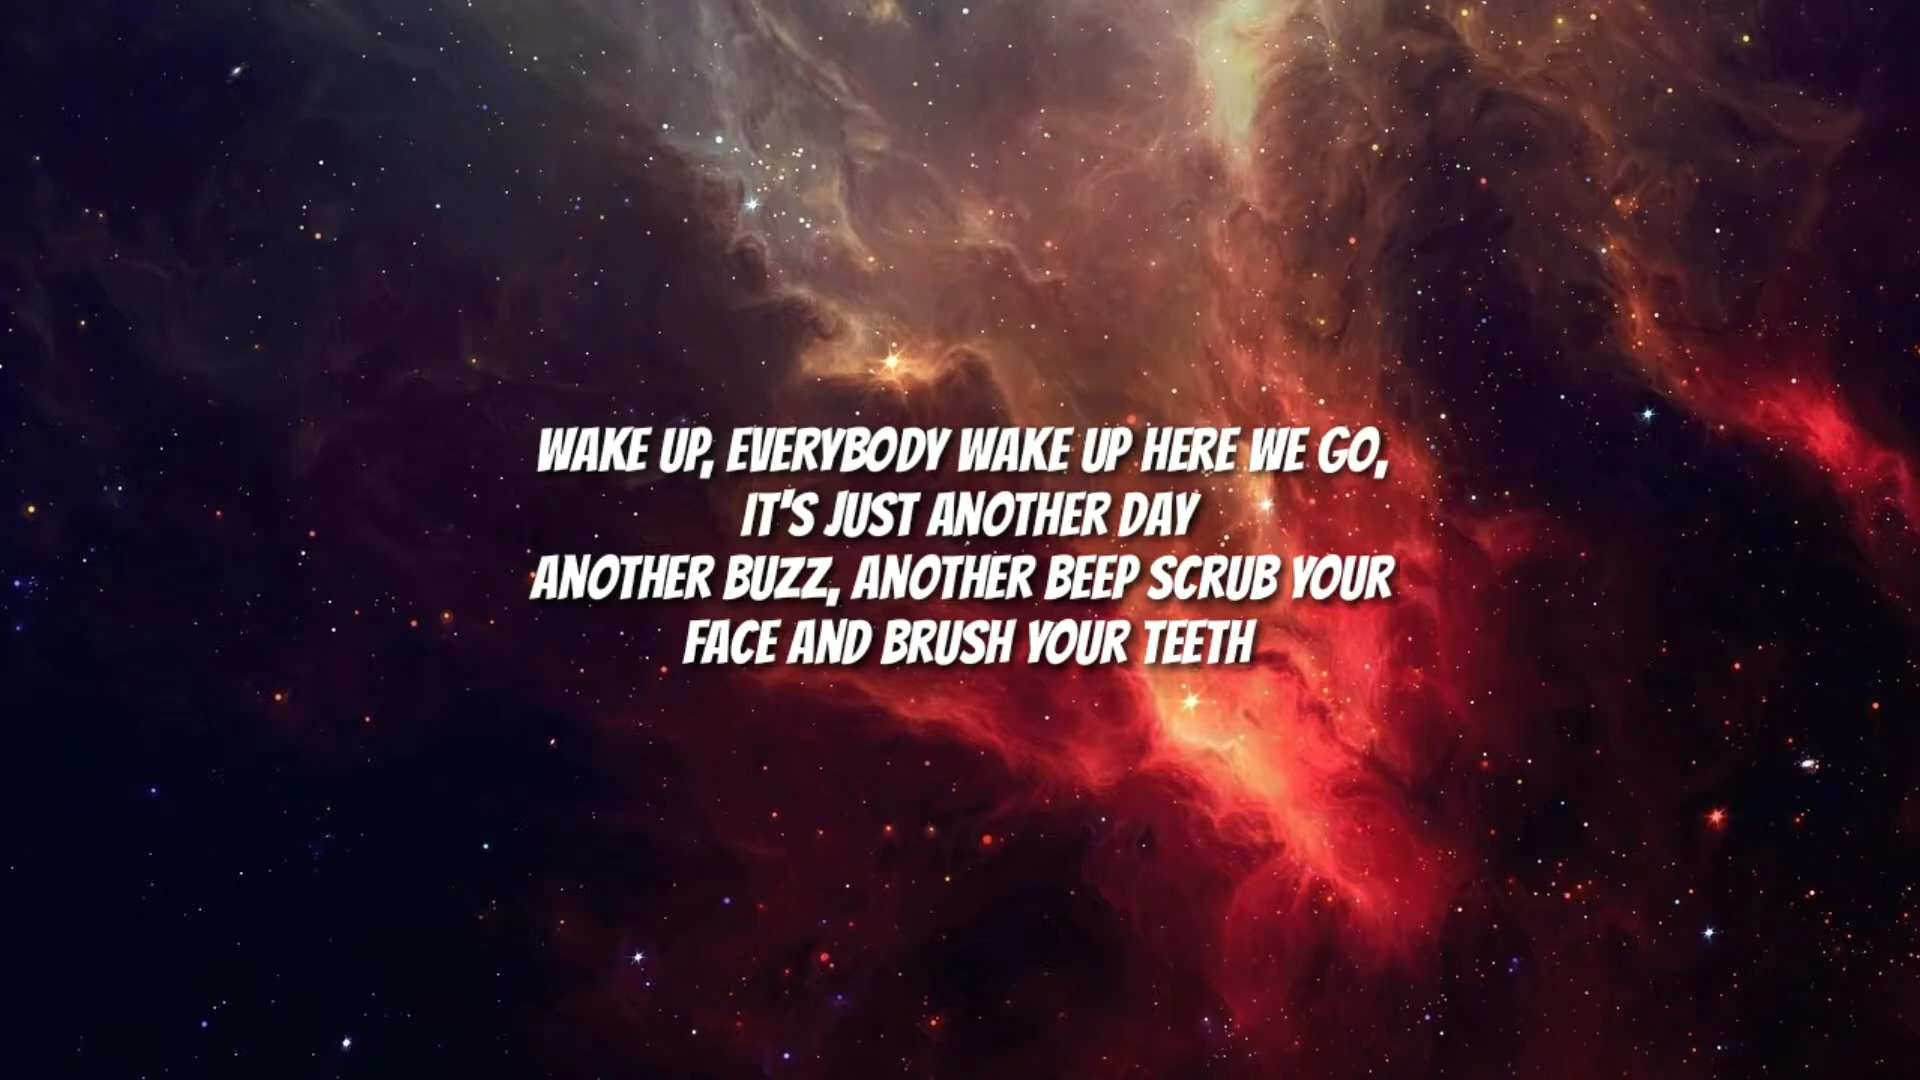 WAKE UP, EVERYBODY WAKE UP HERE WE GO,
IT'S JUST ANOTHER DAY
ANOTHER BUZZ, ANOTHER BEEP SCRUB YOUR
FACE AND BRUSH YOUR TEETH